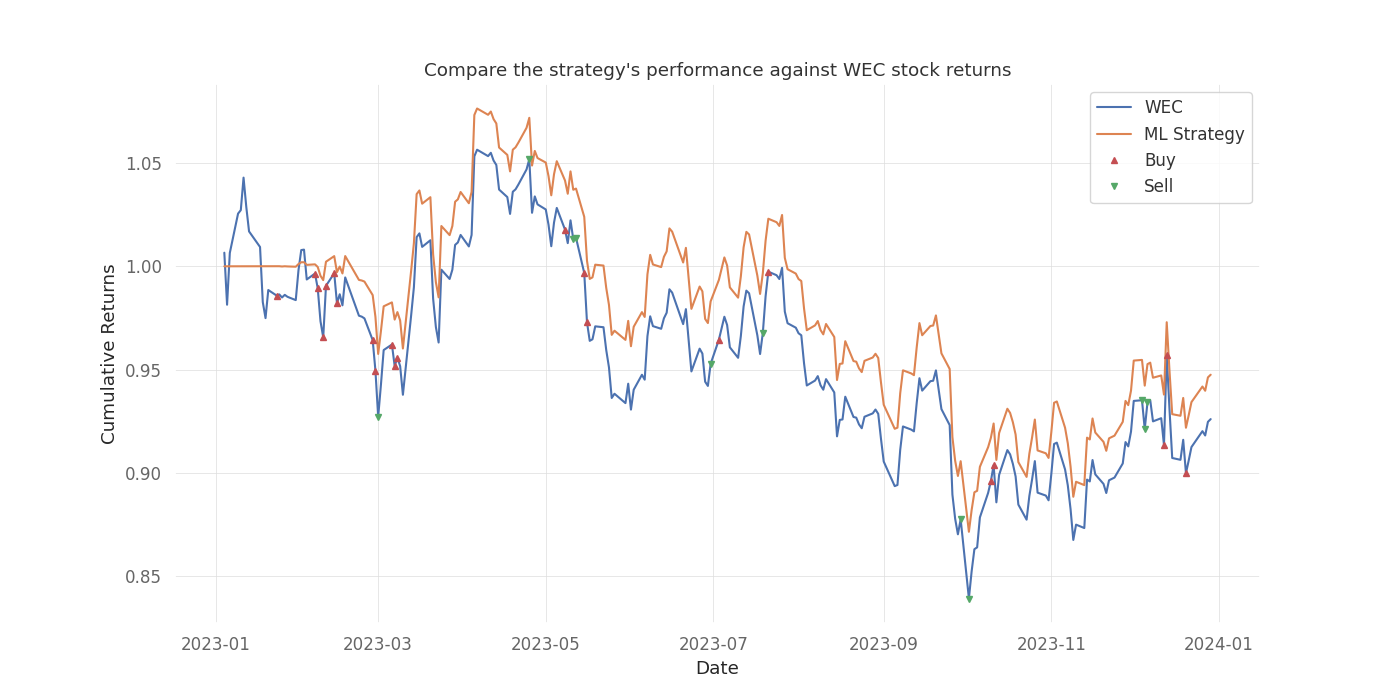 Compare the strategy's performance against WEC stock returns
WEC
ML Strategy
Buy
Sell
Cumulative Returns
1.05
1.00
0.95
0.90
0.85
2023-01
2023-03
2023-05
2023-07
2023-09
2023-11
2024-01
Date